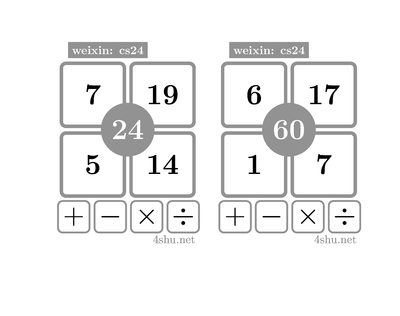 weixin: cs24
7 19
24
5 14
+ − × ÷
4shu.net
weixin: cs24
6 17
60
1 7
+ − × ÷
4shu.net